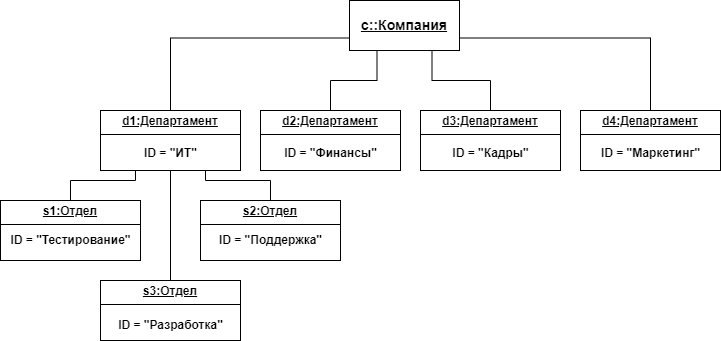 c::Компания
d1:Департамент
ID = "ИТ"
d2:Департамент
ID = "Финансы"
d3:Департамент
ID = "Кадры"
d4:Департамент
ID = "Маркетинг"
s1:Отдел
ID = "Тестирование"
s2:Отдел
ID = "Поддержка"
s3:Отдел
ID = "Разработка"